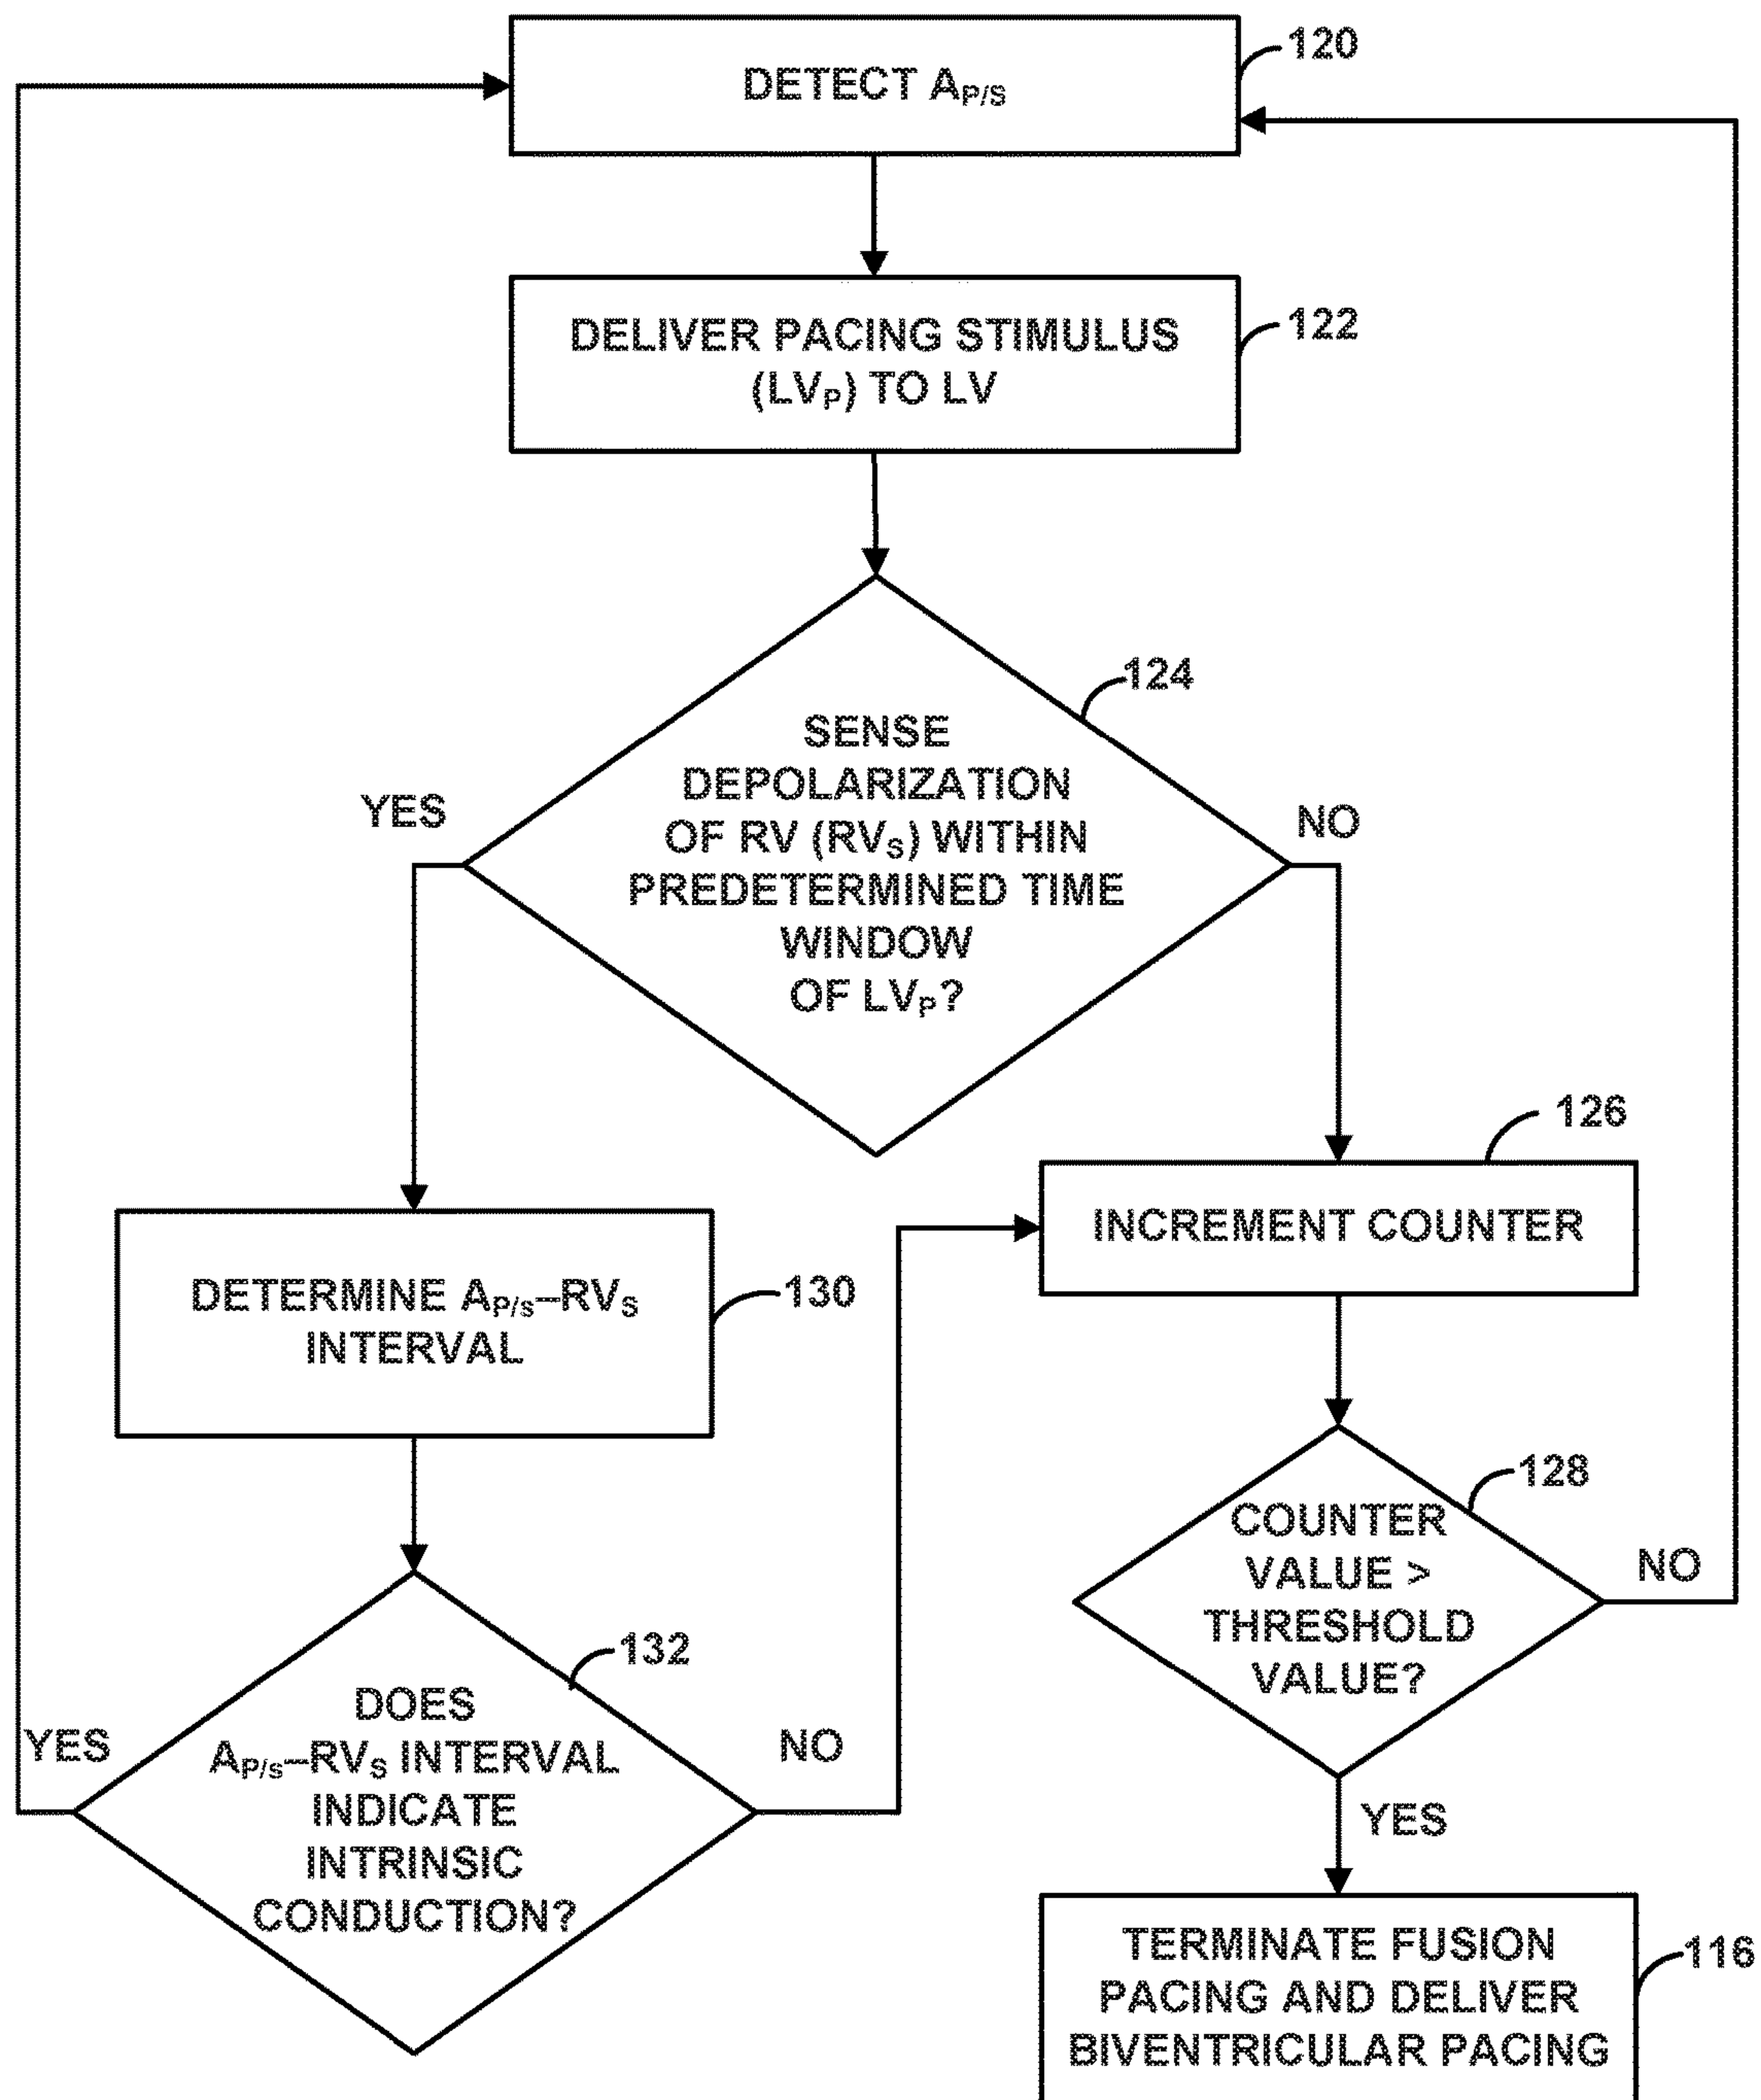 DETECT AP/S
120
DELIVER PACING STIMULUS
(LVP) TO LV
122
124
SENSE
DEPOLARIZATION
OF RV (RVS) WITHIN
PREDETERMINED TIME
WINDOW
OF LVP?
YES
NO
126
INCREMENT COUNTER
DETERMINE AP/s–RVS
INTERVAL
130
128
COUNTER
VALUE >
THRESHOLD
VALUE?
NO
YES
132
DOES
AP/s–RVS INTERVAL
INDICATE
INTRINSIC
CONDUCTION?
YES
NO
TERMINATE FUSION
PACING AND DELIVER
BIVENTRICULAR PACING
116